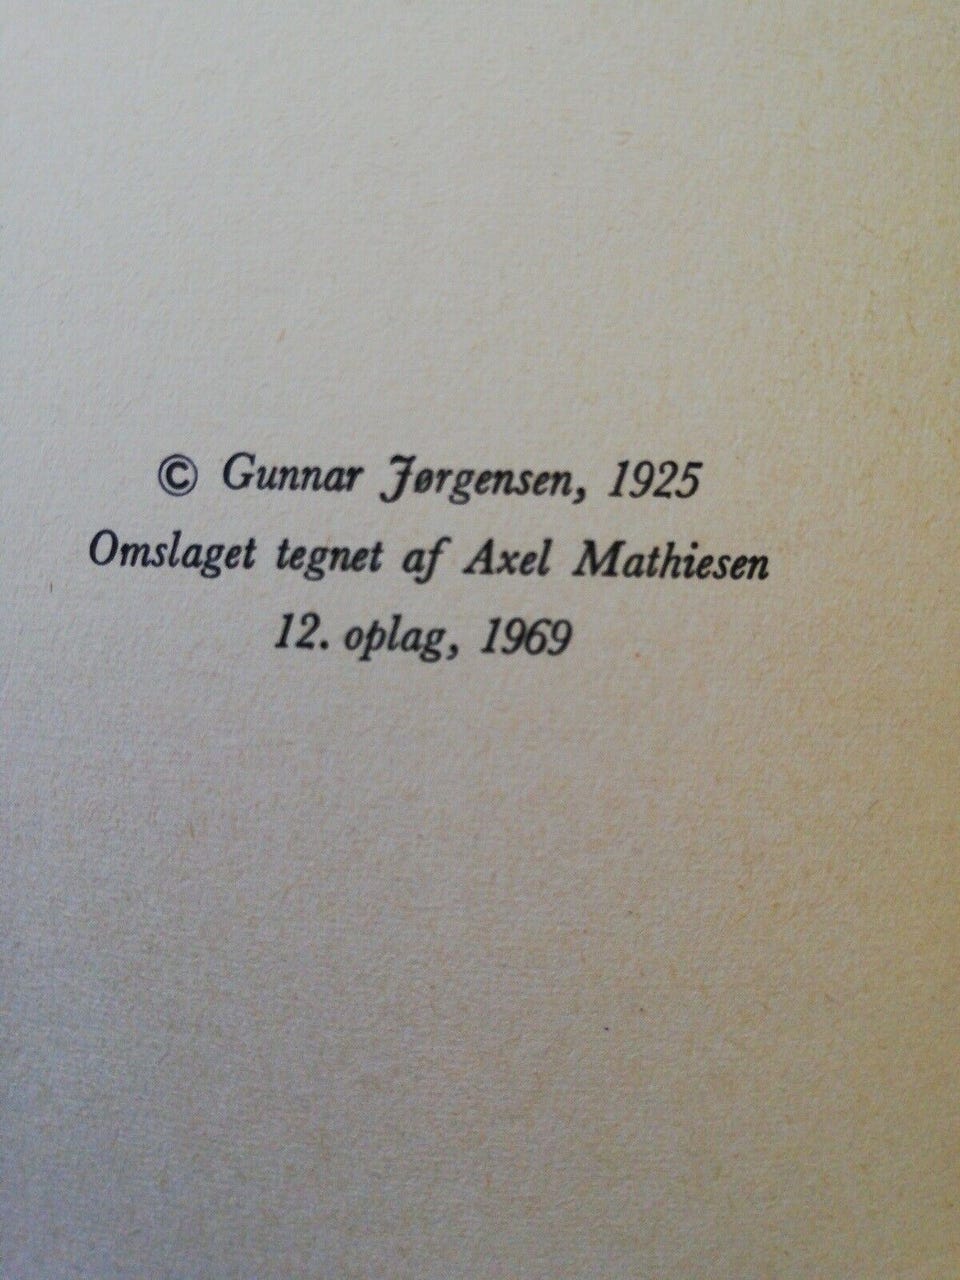 © Gunnar Jørgensen, 1925
Omslaget tegnet af Axel Mathiesen
12. oplag, 1969